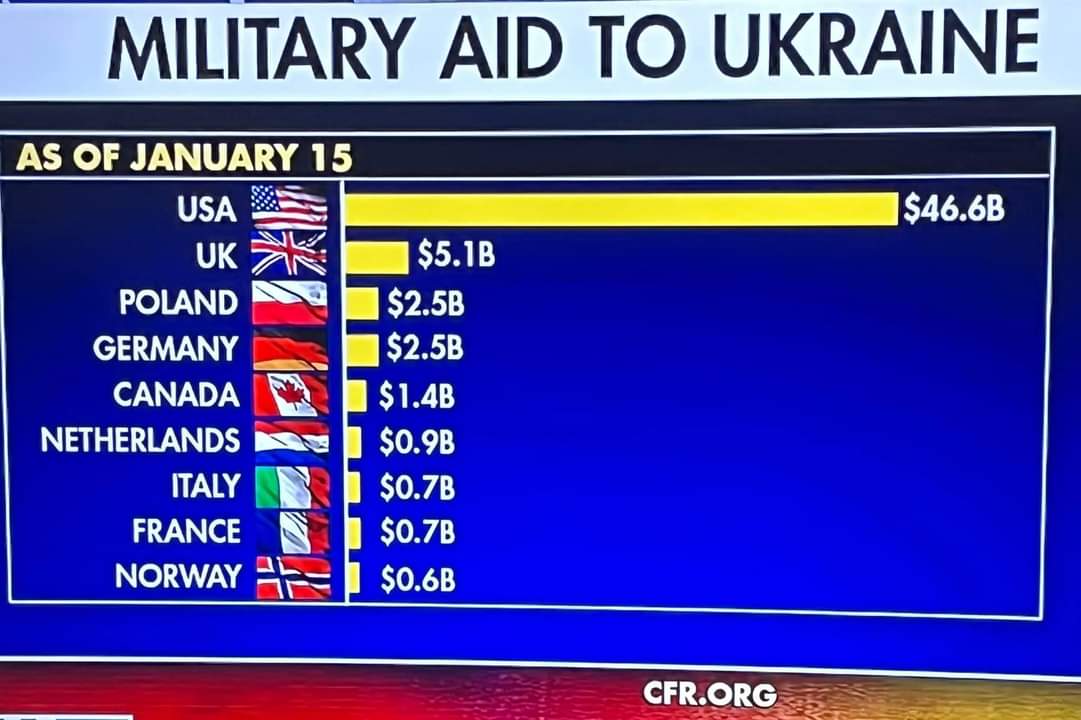 MILITARY AID TO UKRAINE
AS OF JANUARY 15
USA $46.6B
UK $5.1B
POLAND $2.5B
GERMANY $2.5B
CANADA $1.4B
NETHERLANDS $0.9B
ITALY $0.7B
FRANCE $0.7B
NORWAY $0.6B
CFR.ORG